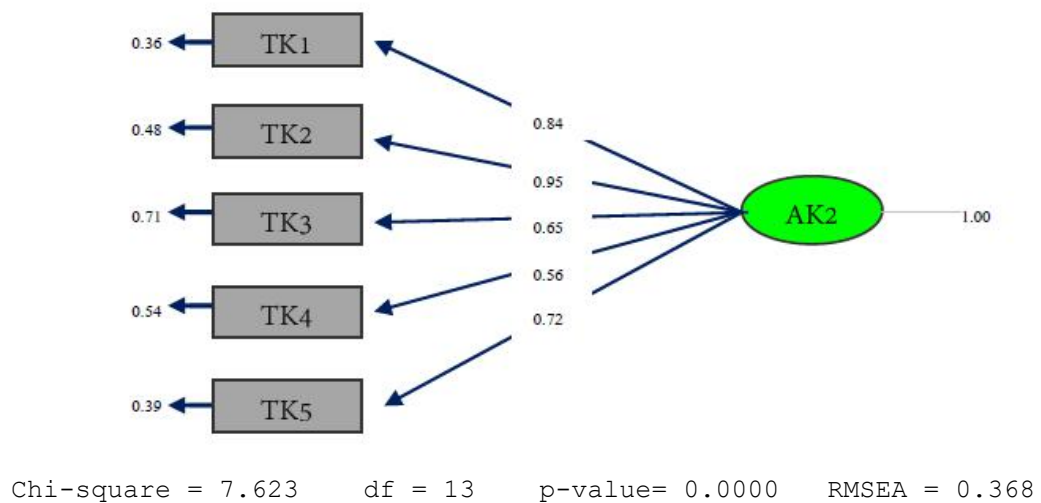 0.36 TK1
0.84
0.48 TK2
0.95
0.71 TK3
0.65
AK2 1.00
0.56
0.54 TK4
0.72
0.39 TK5
Chi-square = 7.623 df = 13 p-value= 0.0000 RMSEA = 0.368